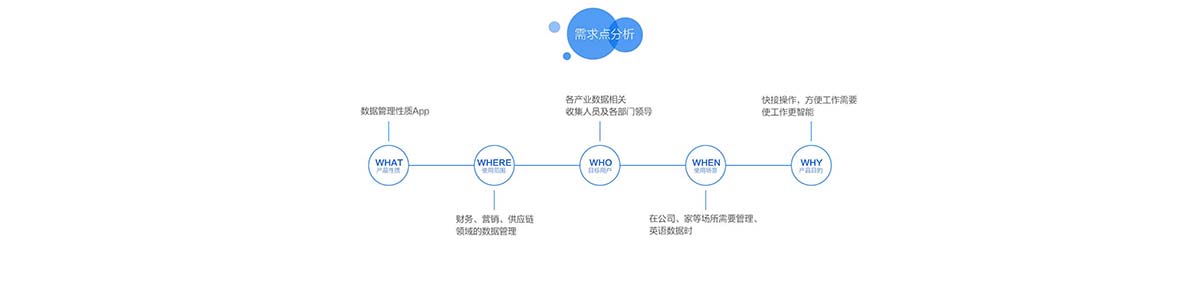 需求点分析
数据管理性质App
各产业数据相关
收集人员及各部门领导
快接操作，方便工作需要
使工作更智能
WHAT
产品性质
WHERE
使用范围
WHO
目标用户
WHEN
使用场景
WHY
产品目的
财务、营销、供应链
领域的数据管理
在公司、家等场所需要管理、
英语数据时